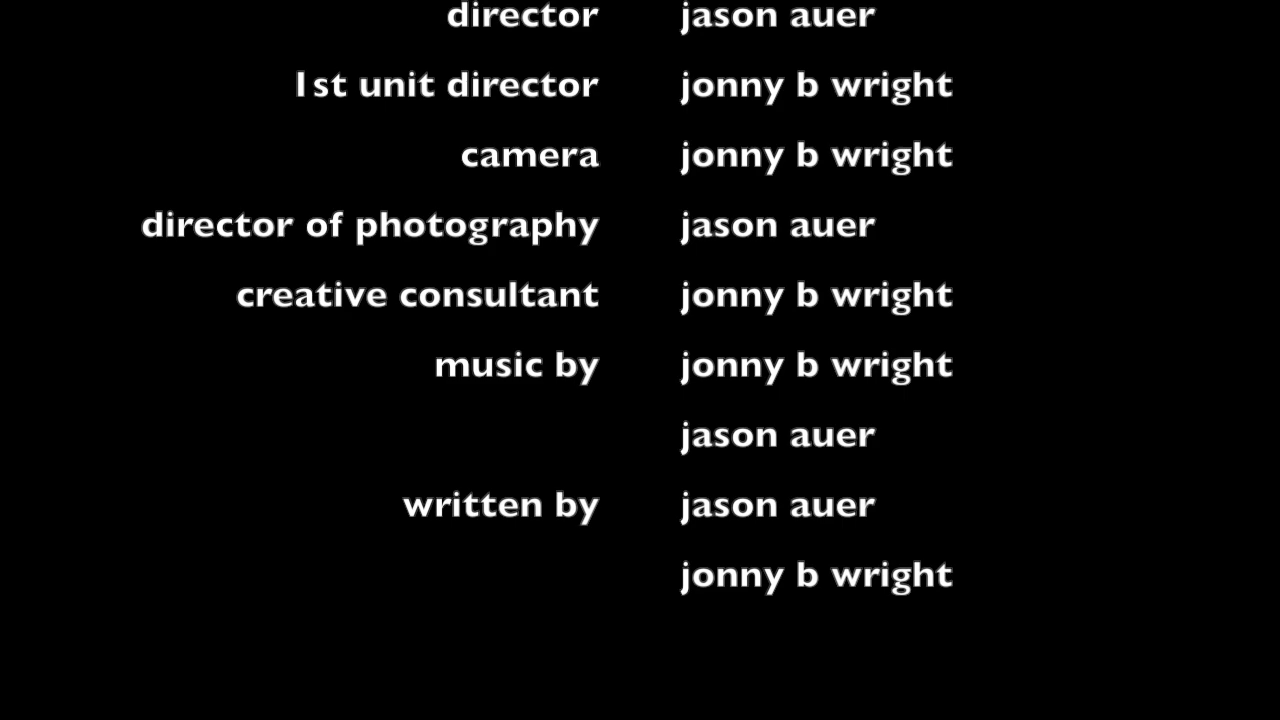 director jason auer
1st unit director jonny b wright
camera jonny b wright
director of photography jason auer
creative consultant jonny b wright
music by jonny b wright
jason auer
written by jason auer
jonny b wright